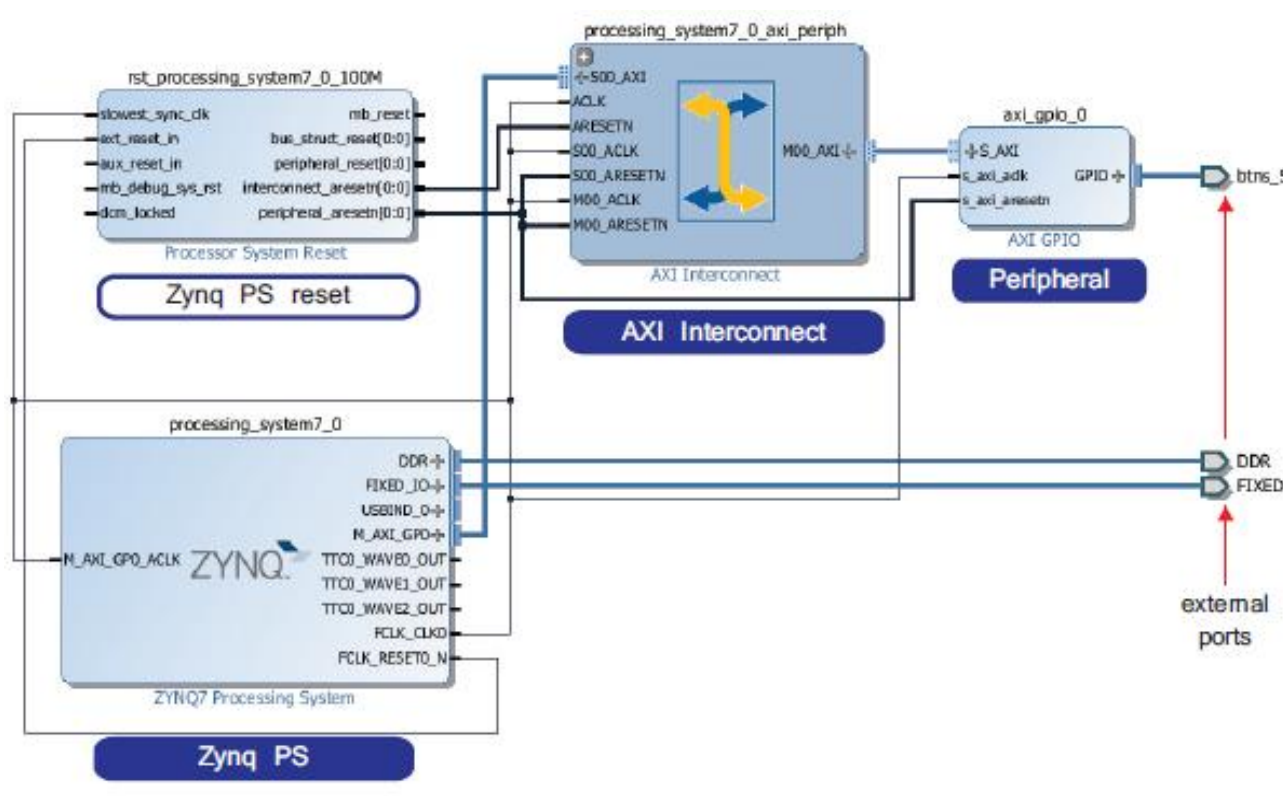 processing_system7_0_axi_periph
rst_processing_system7_0_100M
slowest_sync_clk
ext_reset_in
aux_reset_in
mb_debug_sys_rst
dcm_locked
mb_reset
bus_struct_reset[0:0]
peripheral_reset[0:0]
interconnect_aresetn[0:0]
peripheral_aresetn[0:0]
Processor System Reset
Zynq PS reset
S00_AXI
ACLK
ARESETN
S00_ACLK
S00_ARESETN
M00_ACLK
M00_ARESETN
M00_AXI
AXI Interconnect
AXI Interconnect
axi_gpio_0
S_AXI
s_axi_aclk
s_axi_aresetn
GPIO
AXI GPIO
Peripheral
btns_5
processing_system7_0
M_AXI_GP0_ACLK
ZYNQ
DDR
FIXED_IO
USBIND_0
M_AXI_GP0
TTC0_WAVE0_OUT
TTC0_WAVE1_OUT
TTC0_WAVE2_OUT
FCLK_CLK0
FCLK_RESET0_N
ZYNQ7 Processing System
Zynq PS
DDR
FIXED
external
ports